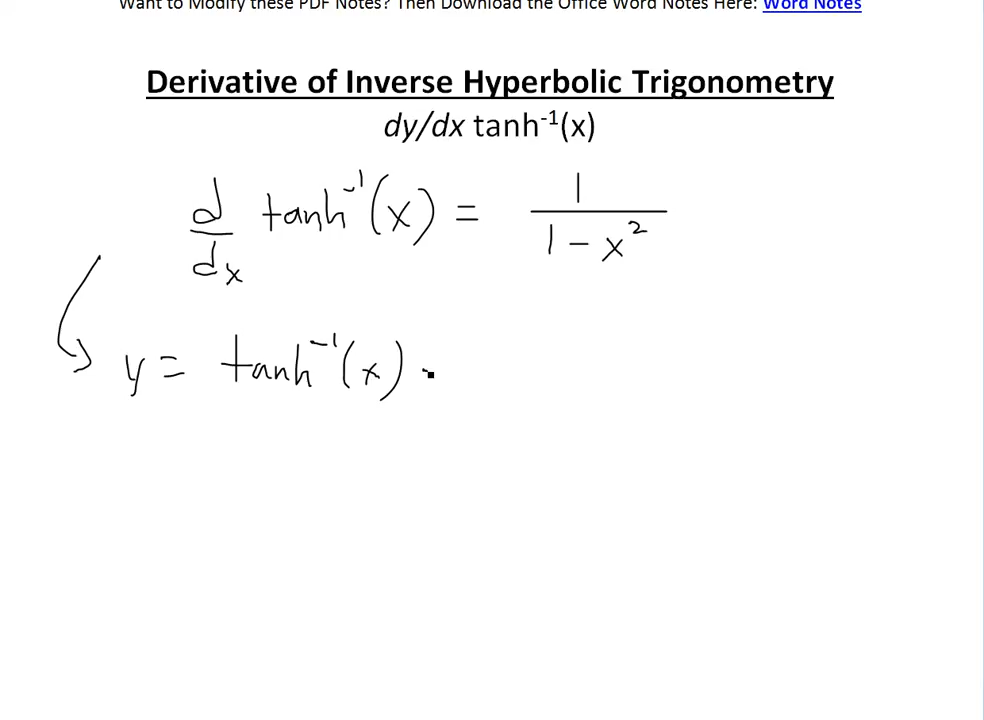 Want to Modify these PDF Notes? Then Download the Office Word Notes Here: Word Notes
Derivative of Inverse Hyperbolic Trigonometry
dy/dx tanh⁻¹(x)
d/dx tanh⁻¹(x) = 1/(1 - x²)
y = tanh⁻¹(x)